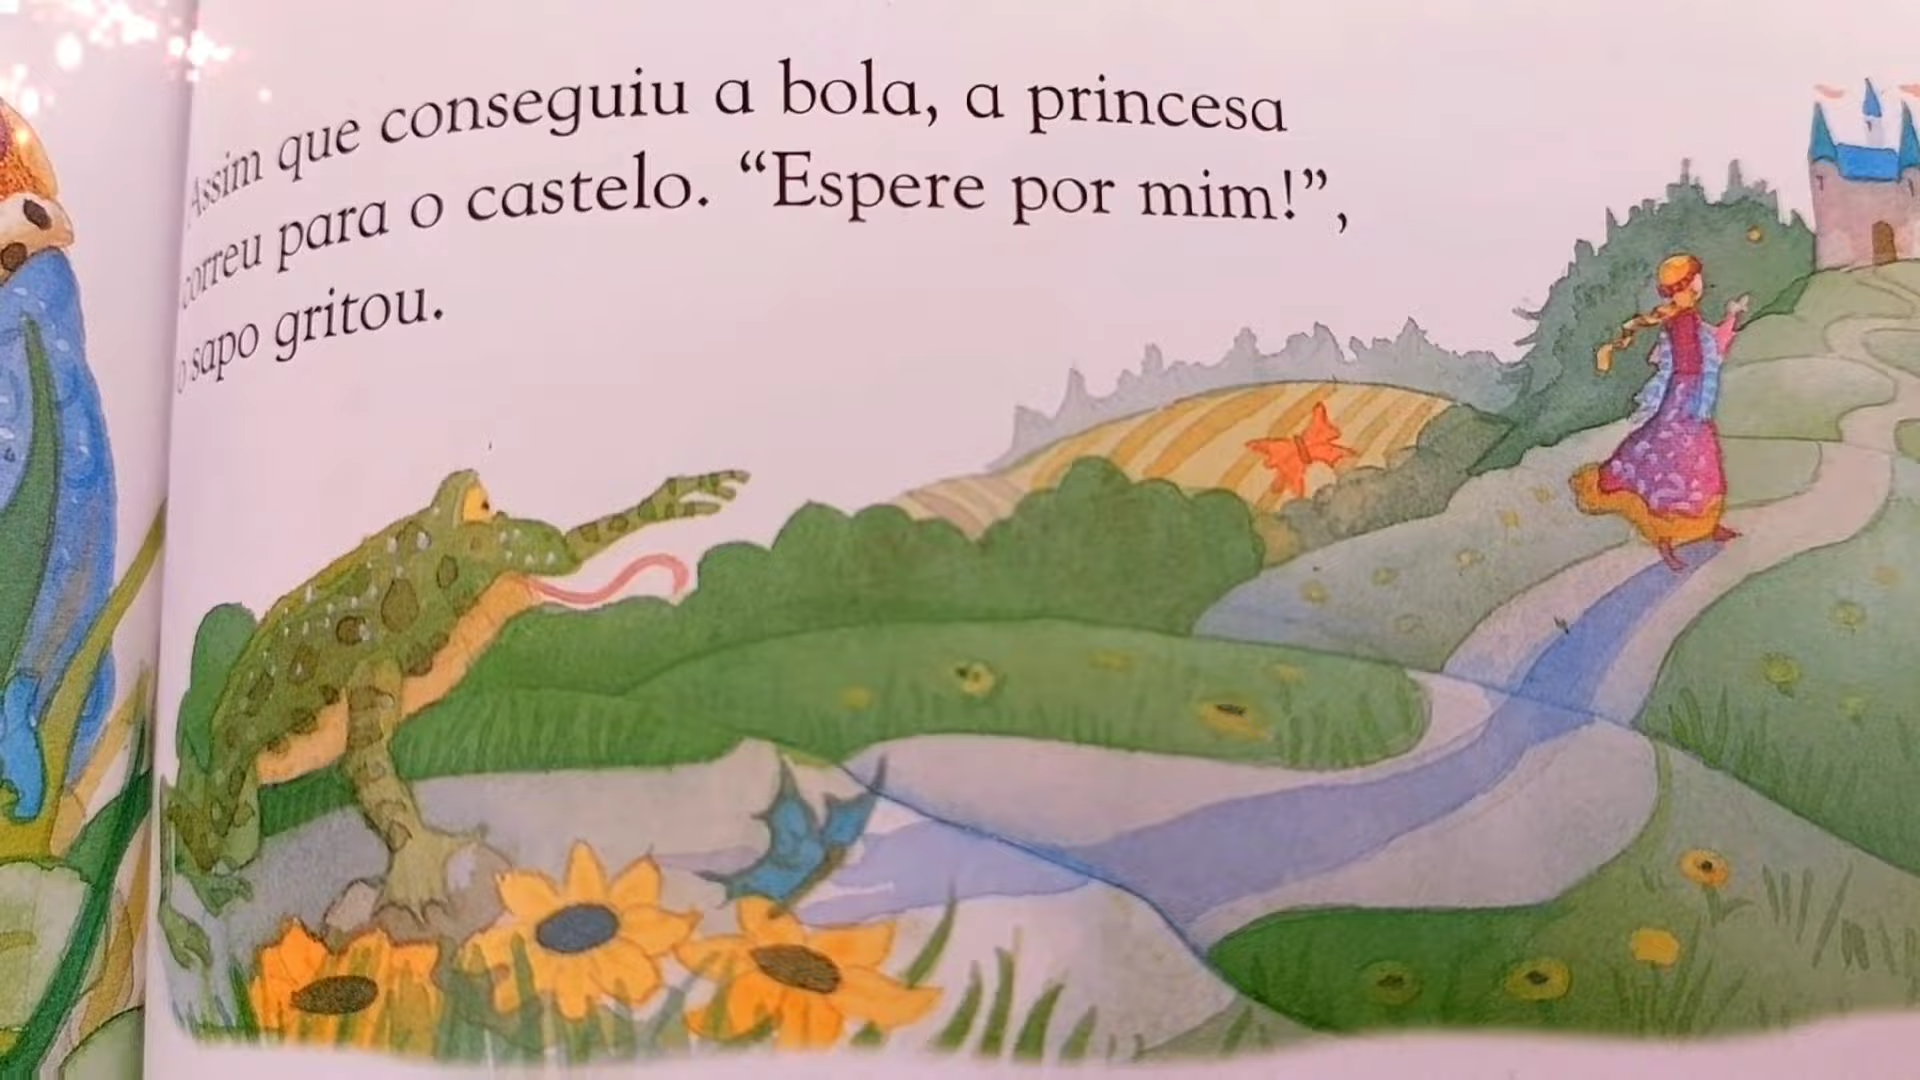 Assim que conseguiu a bola, a princesa
correu para o castelo. “Espere por mim!”,
o sapo gritou.